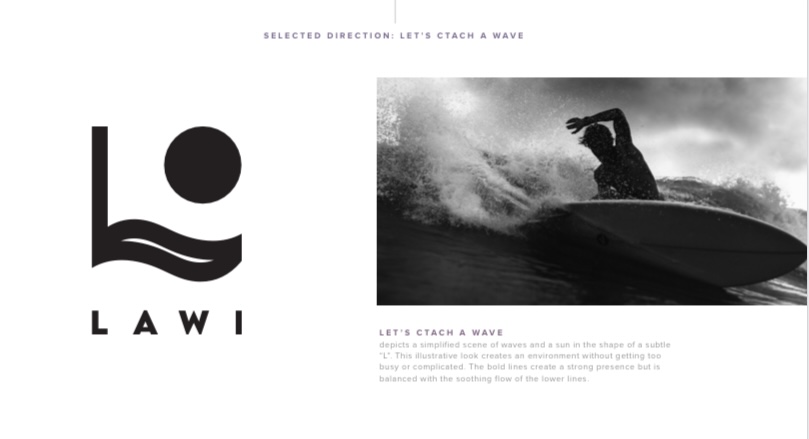 SELECTED DIRECTION: LET'S CTACH A WAVE
LAWI
LET'S CTACH A WAVE
depicts a simplified scene of waves and a sun in the shape of a subtle
"L". This illustrative look creates an environment without getting too
busy or complicated. The bold lines create a strong presence but is
balanced with the soothing flow of the lower lines.